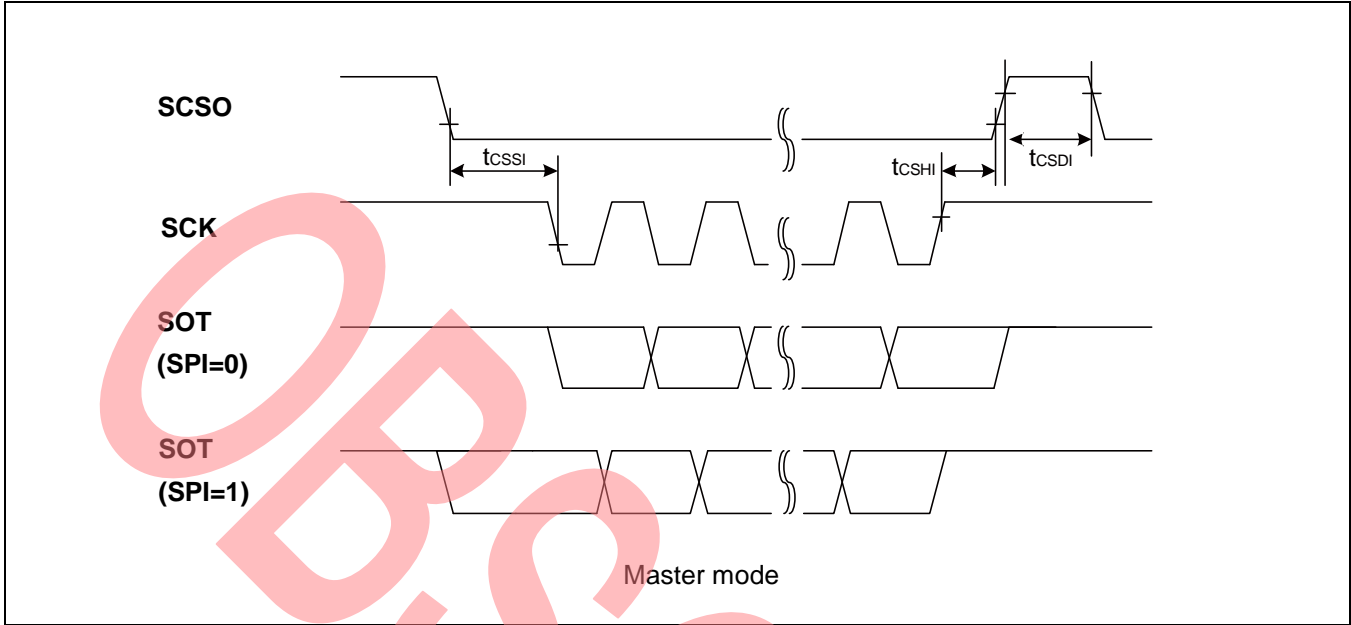 SCSO
tCSSI
tCSHI
tCSDI
SCK
SOT
(SPI=0)
SOT
(SPI=1)
Master mode